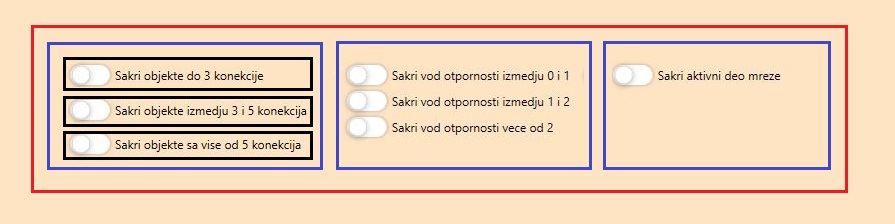 Sakri objekte do 3 konekcije
Sakri objekte izmedju 3 i 5 konekcija
Sakri objekte sa vise od 5 konekcija
Sakri vod otpornosti izmedju 0 i 1
Sakri vod otpornosti izmedju 1 i 2
Sakri vod otpornosti vece od 2
Sakri aktivni deo mreze